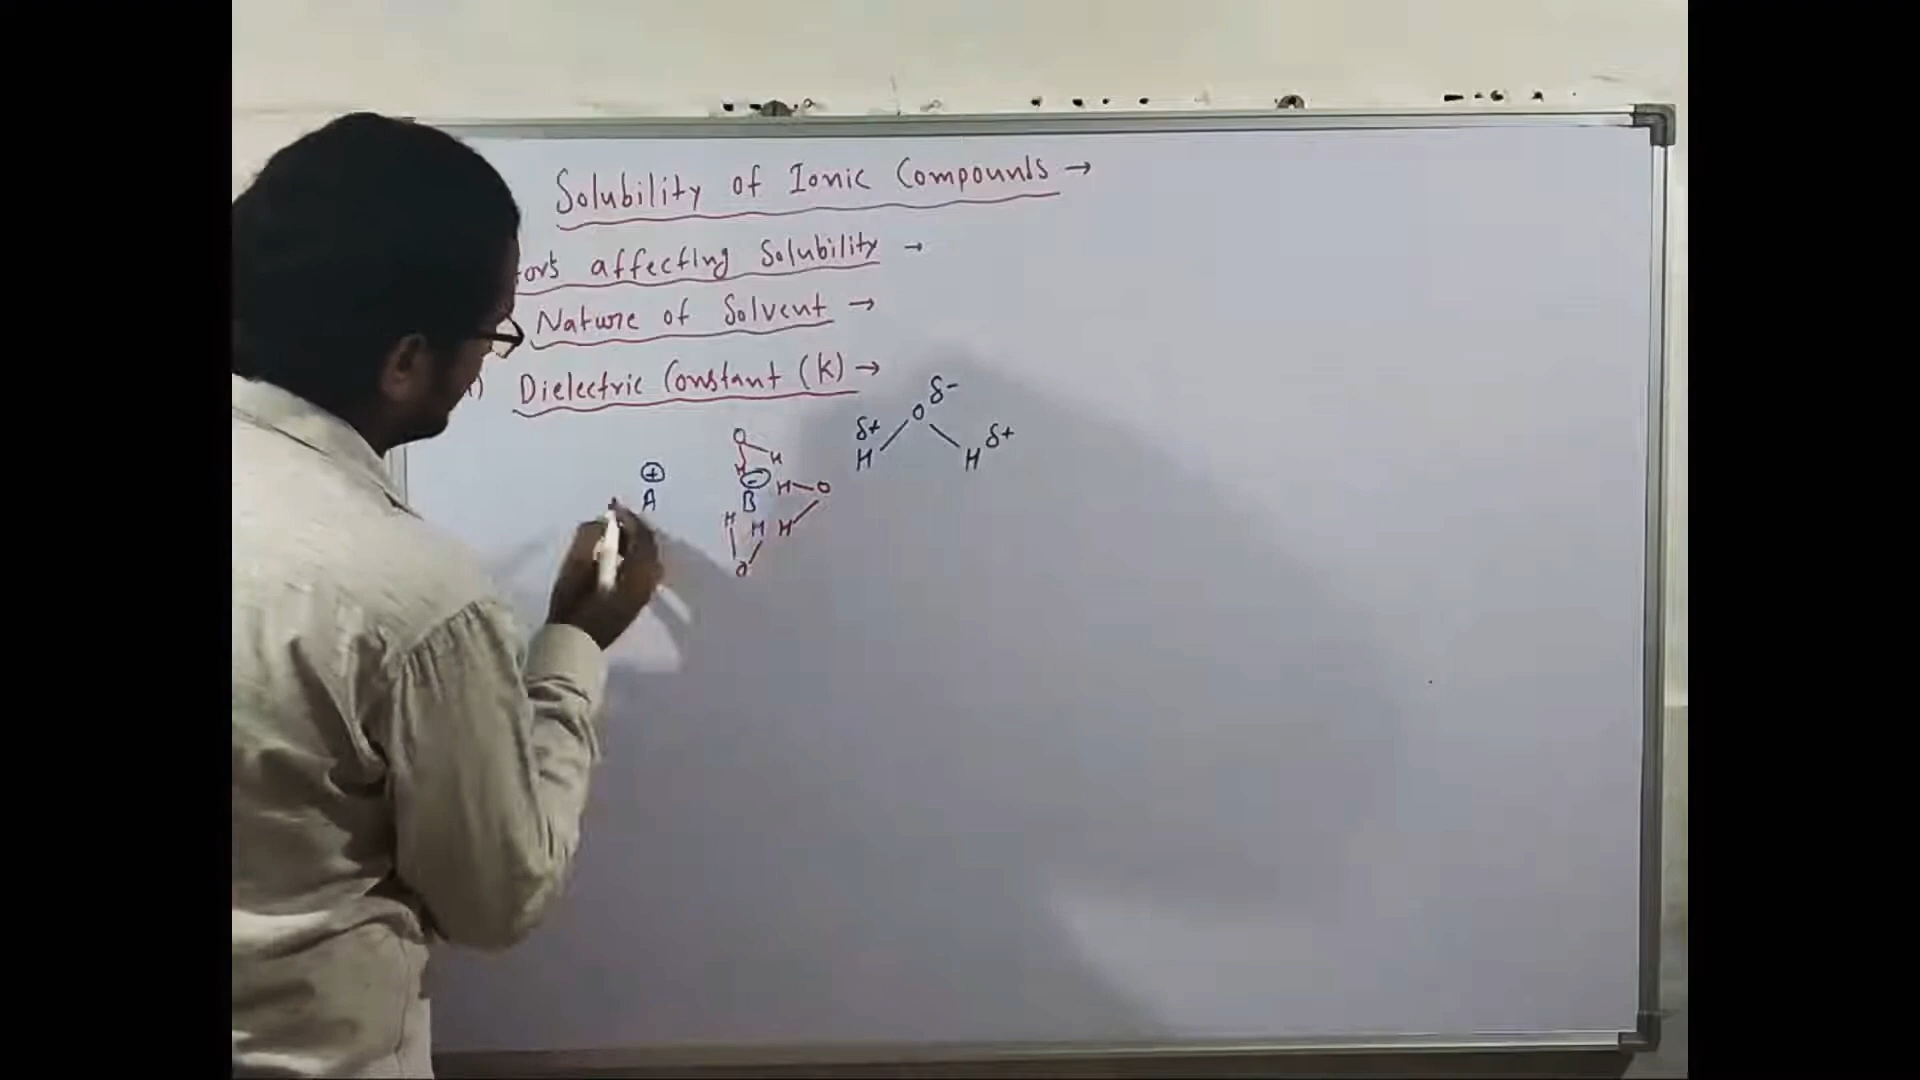 Solubility of Ionic Compounds →
affecting Solubility →
Nature of Solvent →
Dielectric Constant (k) →
δ-
O
δ+ δ+
H H
O
H H
+ -
A B
H O
H H H
O